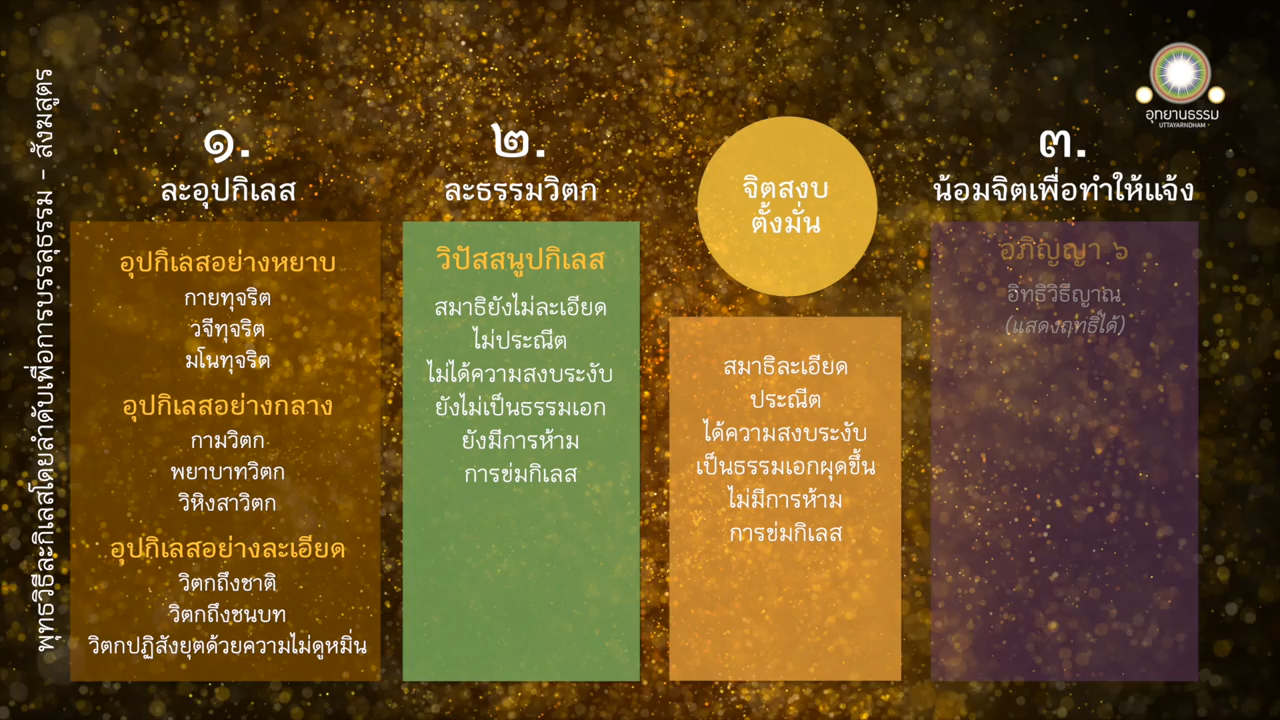 พุทธวิธีละกิเลสโดยลำดับเพื่อการบรรลุธรรม - สังฆสูตร
๑.
ละอุปกิเลส
อุปกิเลสอย่างหยาบ
กายทุจริต
วจีทุจริต
มโนทุจริต
อุปกิเลสอย่างกลาง
กามวิตก
พยาบาทวิตก
วิหิงสาวิตก
อุปกิเลสอย่างละเอียด
วิตกถึงชาติ
วิตกถึงชนบท
วิตกปฏิสังยุตด้วยความไม่ดูหมิ่น
๒.
ละธรรมวิตก
วิปัสสนูปกิเลส
สมาธิยังไม่ละเอียด
ไม่ประณีต
ไม่ได้ความสงบระงับ
ยังไม่เป็นธรรมเอก
ยังมีการห้าม
การข่มกิเลส
จิตสงบ
ตั้งมั่น
สมาธิละเอียด
ประณีต
ได้ความสงบระงับ
เป็นธรรมเอกผุดขึ้น
ไม่มีการห้าม
การข่มกิเลส
๓.
น้อมจิตเพื่อทำให้แจ้ง
อภิญญา ๖
อิทธิวิธีญาณ
(แสดงฤทธิ์ได้)
อุทยานธรรม
UTTAYARNDHAM -